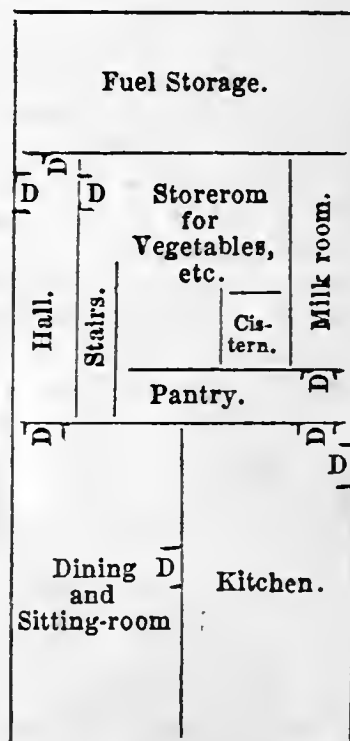 Fuel Storage.
D
D
D
Storerom
for
Vegetables,
etc.
Milk room.
Hall.
Stairs.
Cis-
tern.
D
Pantry.
D
D
D
Dining
and
Sitting-room
D
Kitchen.